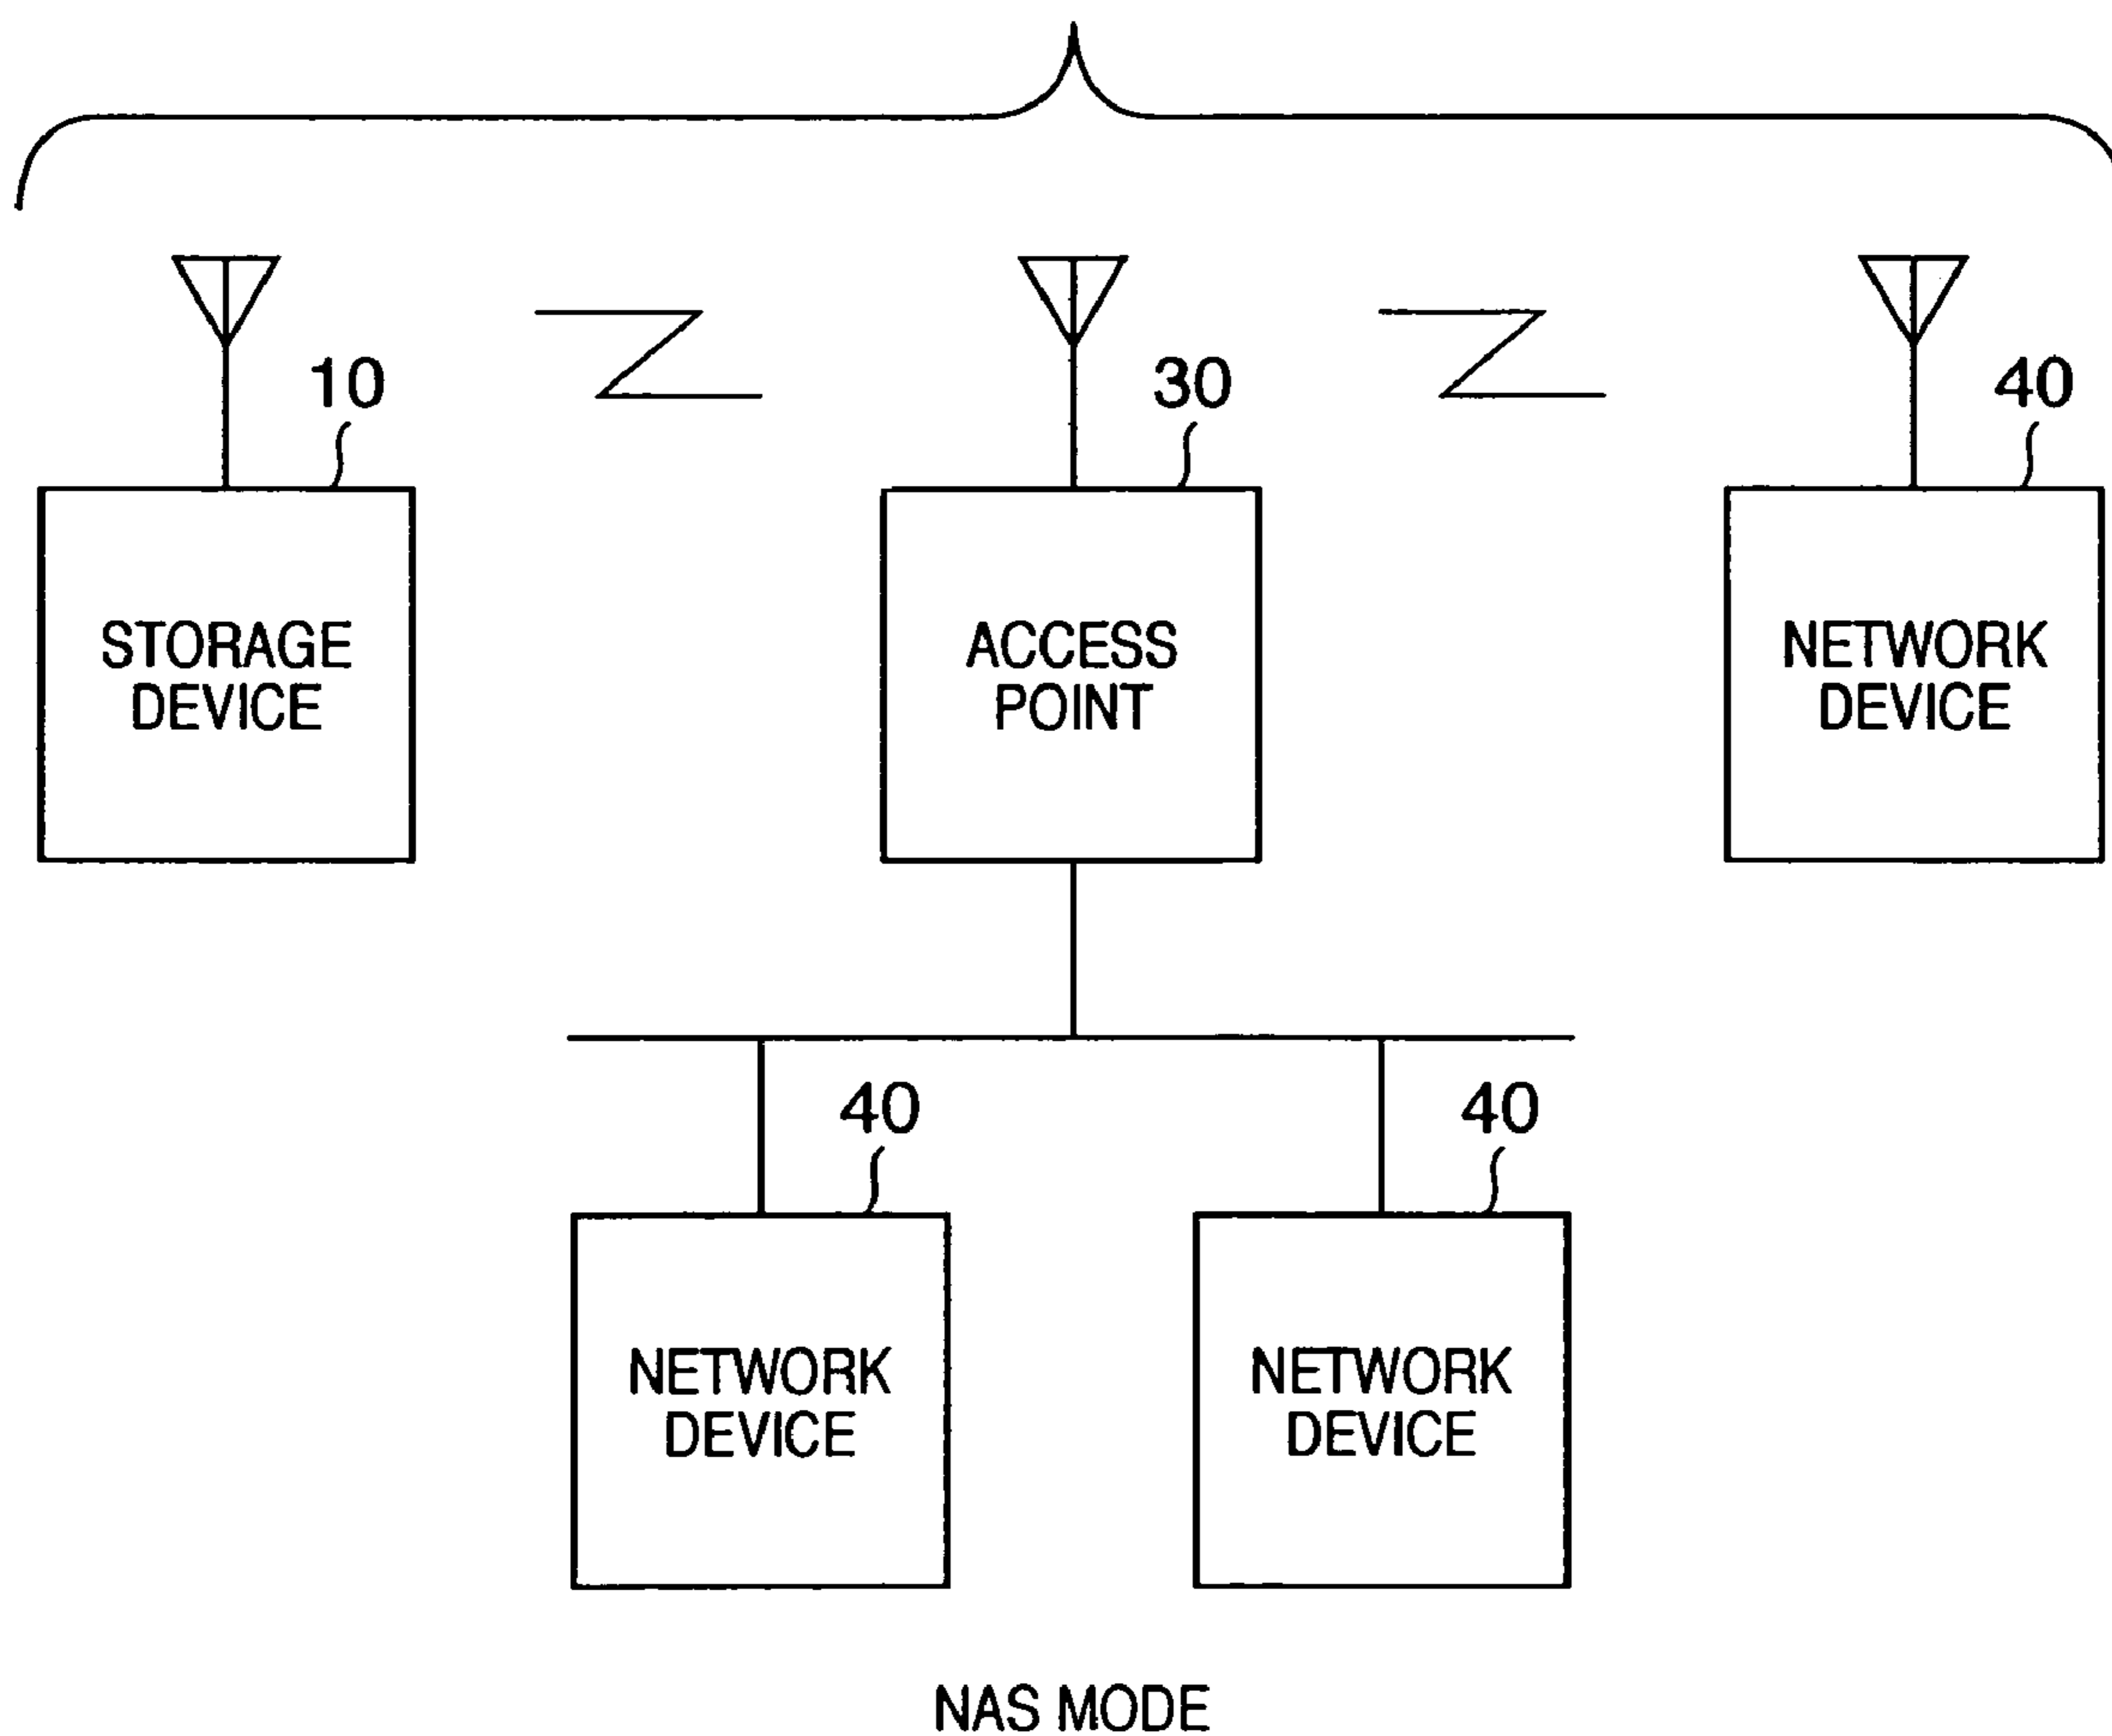 10
30
40
STORAGE
DEVICE
ACCESS
POINT
NETWORK
DEVICE
40
40
NETWORK
DEVICE
NETWORK
DEVICE
NAS MODE